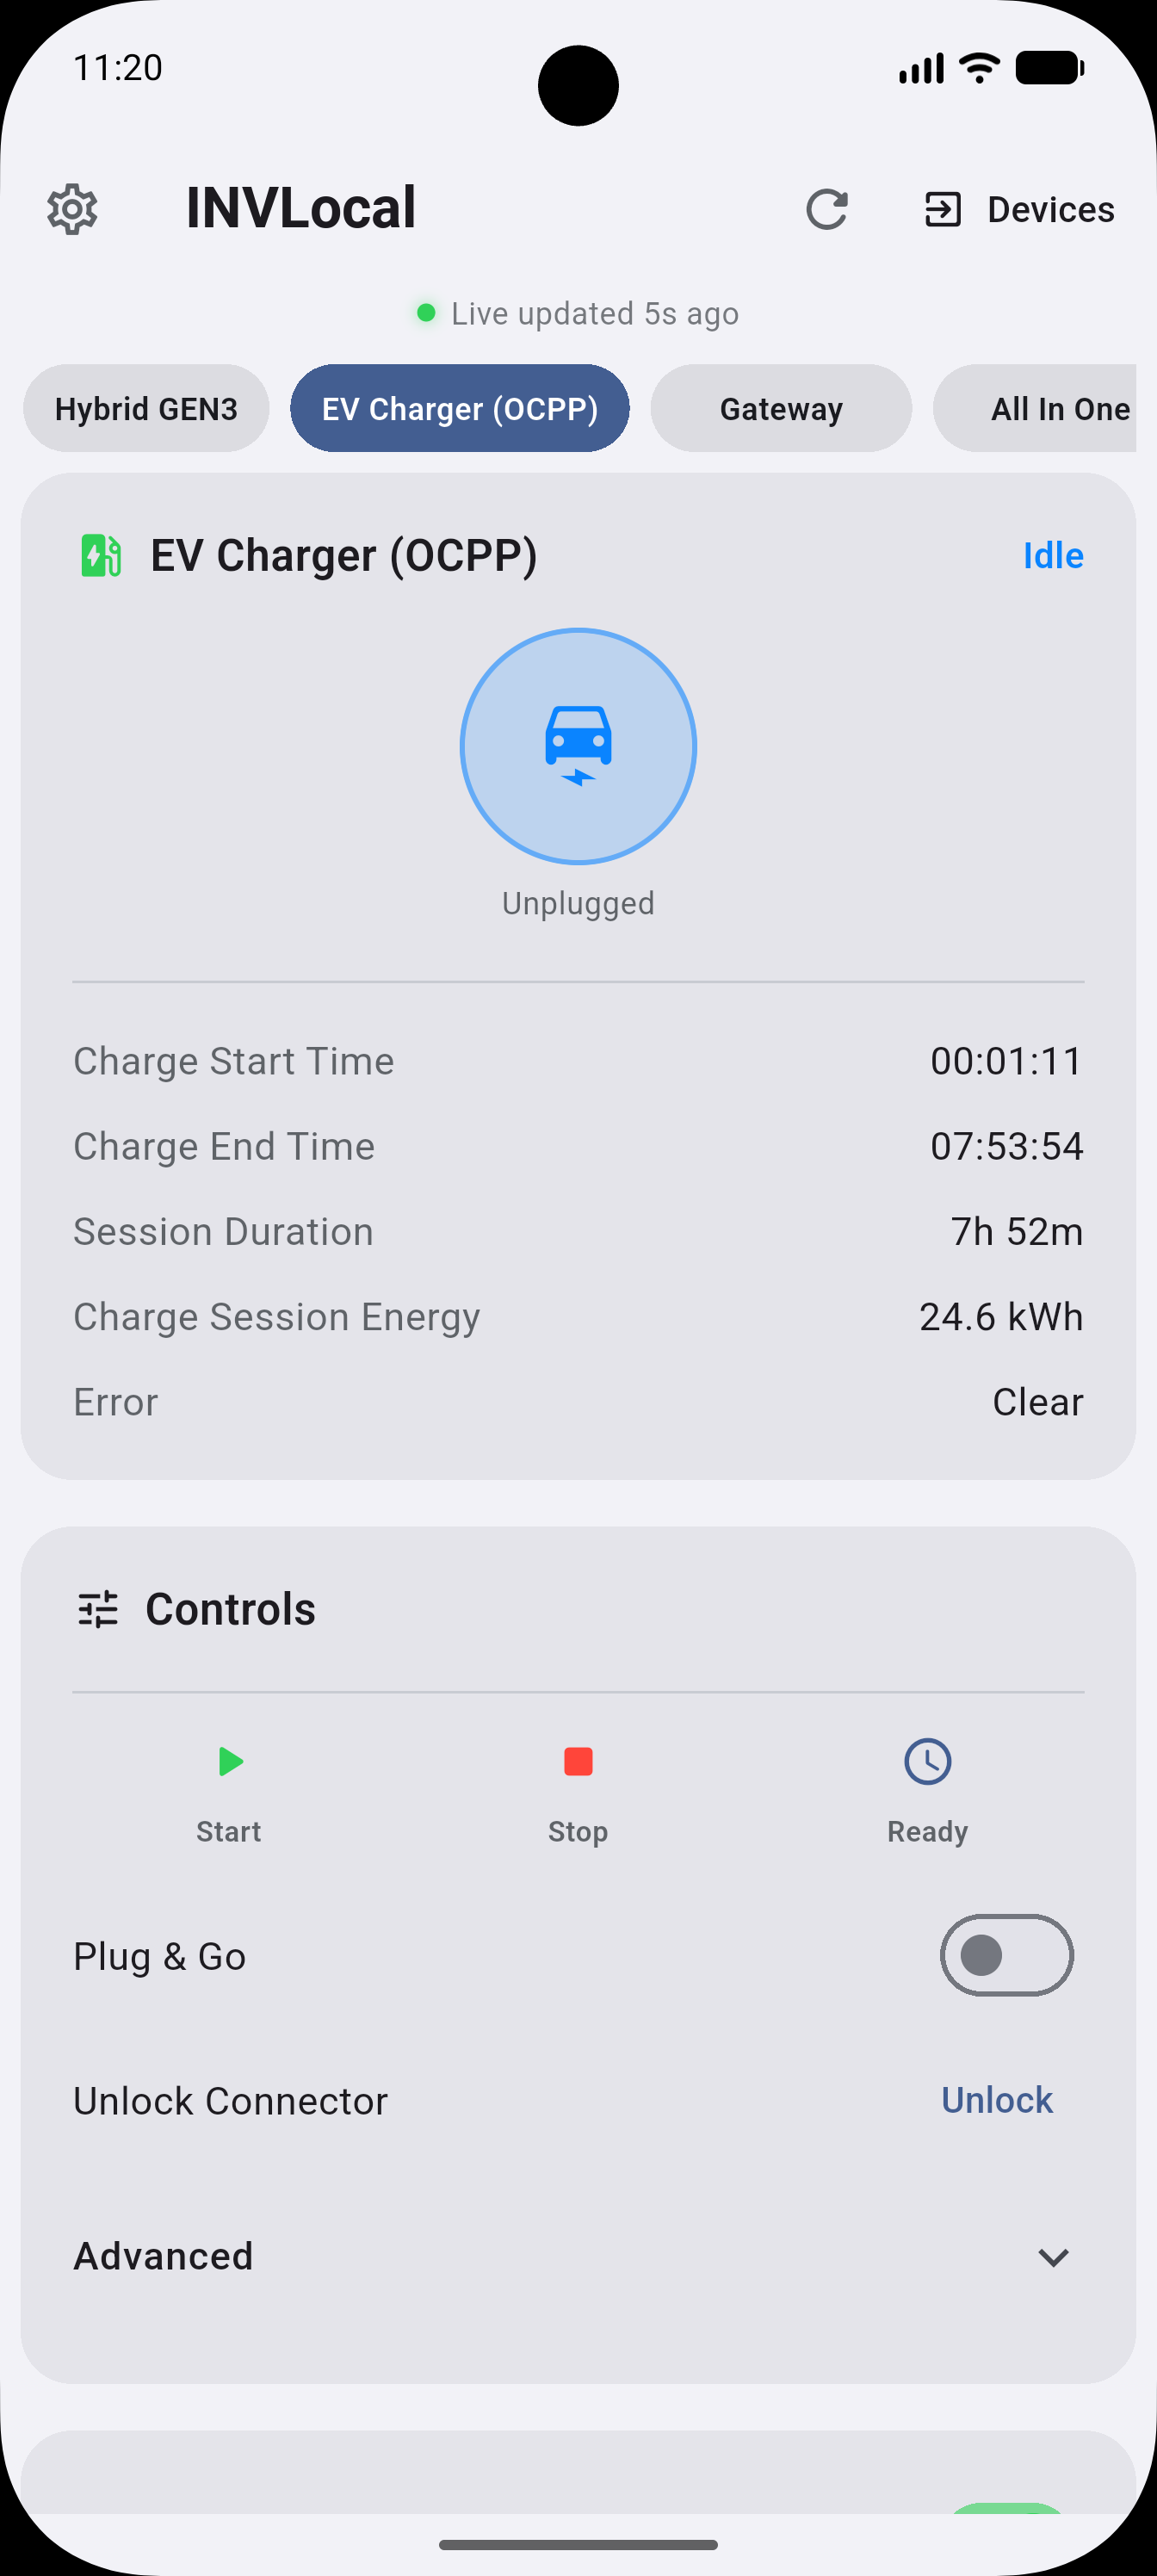 11:20
INVLocal
Devices
Live updated 5s ago
Hybrid GEN3
EV Charger (OCPP)
Gateway
All In One
EV Charger (OCPP)
Idle
Unplugged
Charge Start Time 00:01:11
Charge End Time 07:53:54
Session Duration 7h 52m
Charge Session Energy 24.6 kWh
Error Clear
Controls
Start
Stop
Ready
Plug & Go
Unlock Connector Unlock
Advanced